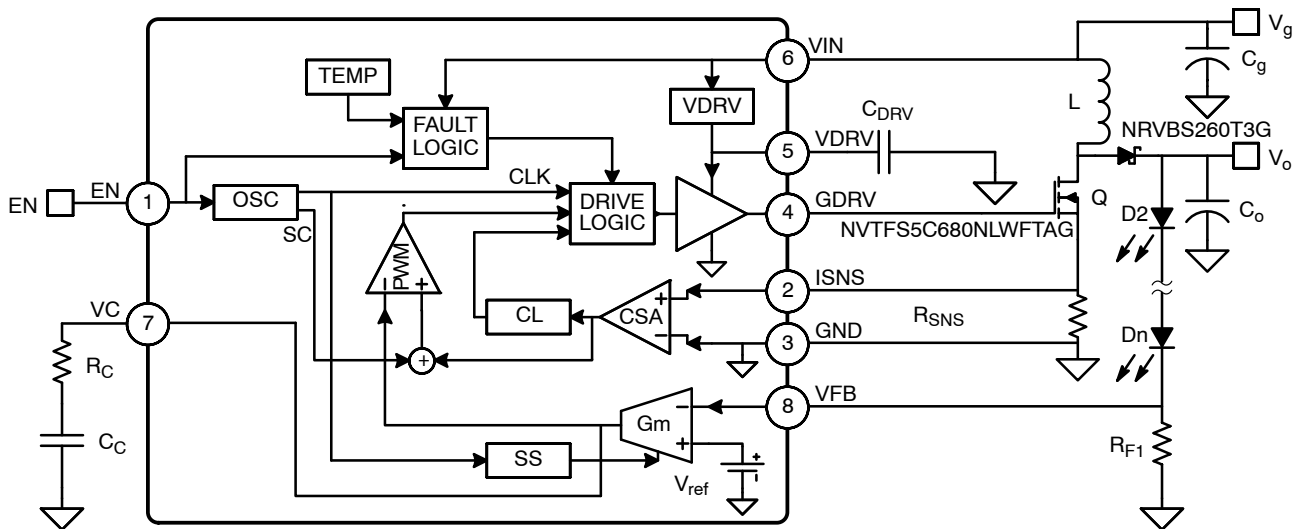 6
VIN
Vg
Cg
TEMP
VDRV
L
CDRV
FAULT
LOGIC
NRVBS260T3G
5
VDRV
Vo
EN
EN
1
OSC
CLK
DRIVE
LOGIC
4
GDRV
Q
D2
Co
SC
NVTFS5C680NLWFTAG
PWM
−
+
2
ISNS
+
VC
7
CL
CSA
−
RSNS
3
GND
Dn
RC
+
8
VFB
−
Gm
+
CC
SS
Vref
+
-
RF1